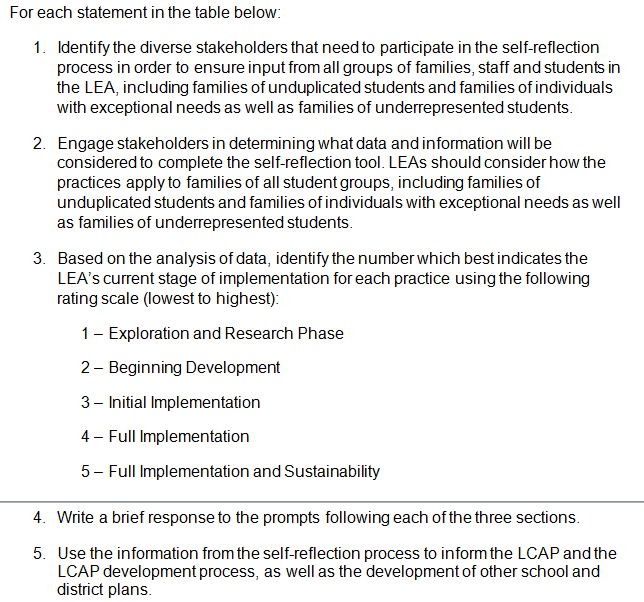 For each statement in the table below:
1. Identify the diverse stakeholders that need to participate in the self-reflection
process in order to ensure input from all groups of families, staff and students in
the LEA, including families of unduplicated students and families of individuals
with exceptional needs as well as families of underrepresented students.
2. Engage stakeholders in determining what data and information will be
considered to complete the self-reflection tool. LEAs should consider how the
practices apply to families of all student groups, including families of
unduplicated students and families of individuals with exceptional needs as well
as families of underrepresented students.
3. Based on the analysis of data, identify the number which best indicates the
LEA’s current stage of implementation for each practice using the following
rating scale (lowest to highest):
1 – Exploration and Research Phase
2 – Beginning Development
3 – Initial Implementation
4 – Full Implementation
5 – Full Implementation and Sustainability
4. Write a brief response to the prompts following each of the three sections.
5. Use the information from the self-reflection process to inform the LCAP and the
LCAP development process, as well as the development of other school and
district plans.